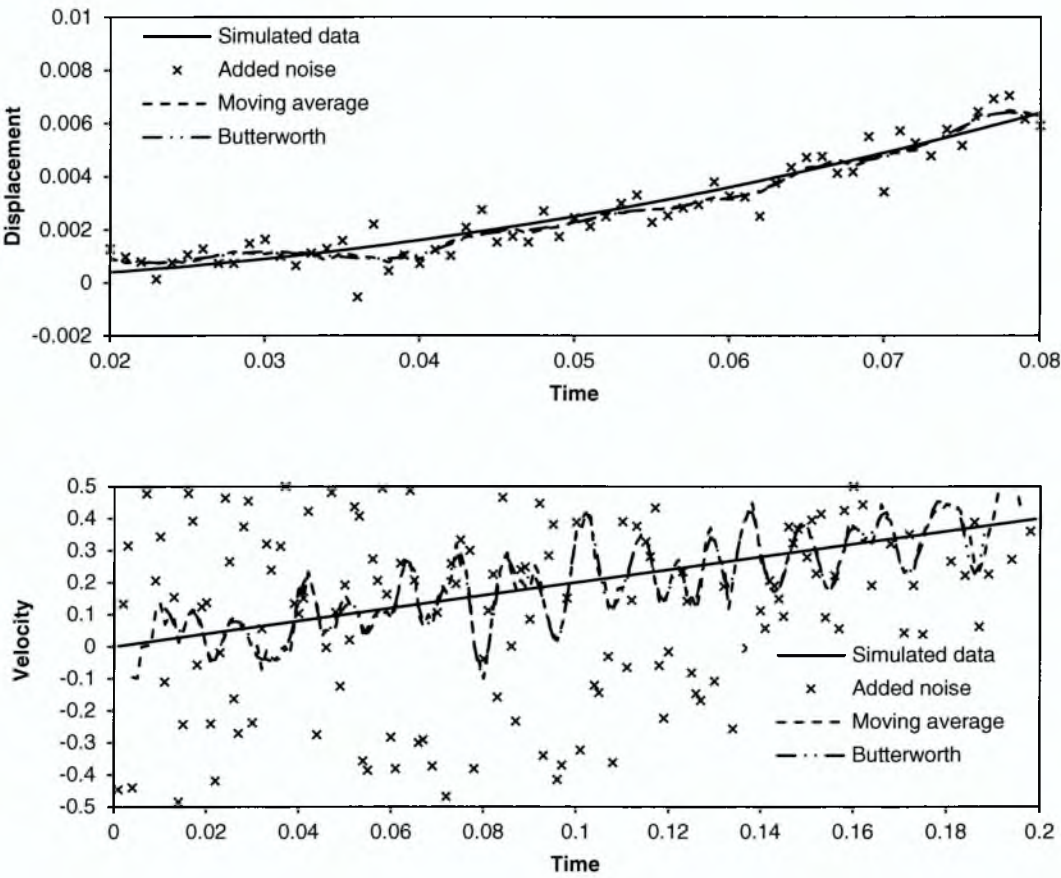 0.01
0.008
0.006
0.004
0.002
0
-0.002
Displacement
Simulated data
Added noise
Moving average
Butterworth
0.02 0.03 0.04 0.05 0.06 0.07 0.08
Time
0.5
0.4
0.3
0.2
0.1
0
-0.1
-0.2
-0.3
-0.4
-0.5
Velocity
Simulated data
Added noise
Moving average
Butterworth
0 0.02 0.04 0.06 0.08 0.1 0.12 0.14 0.16 0.18 0.2
Time